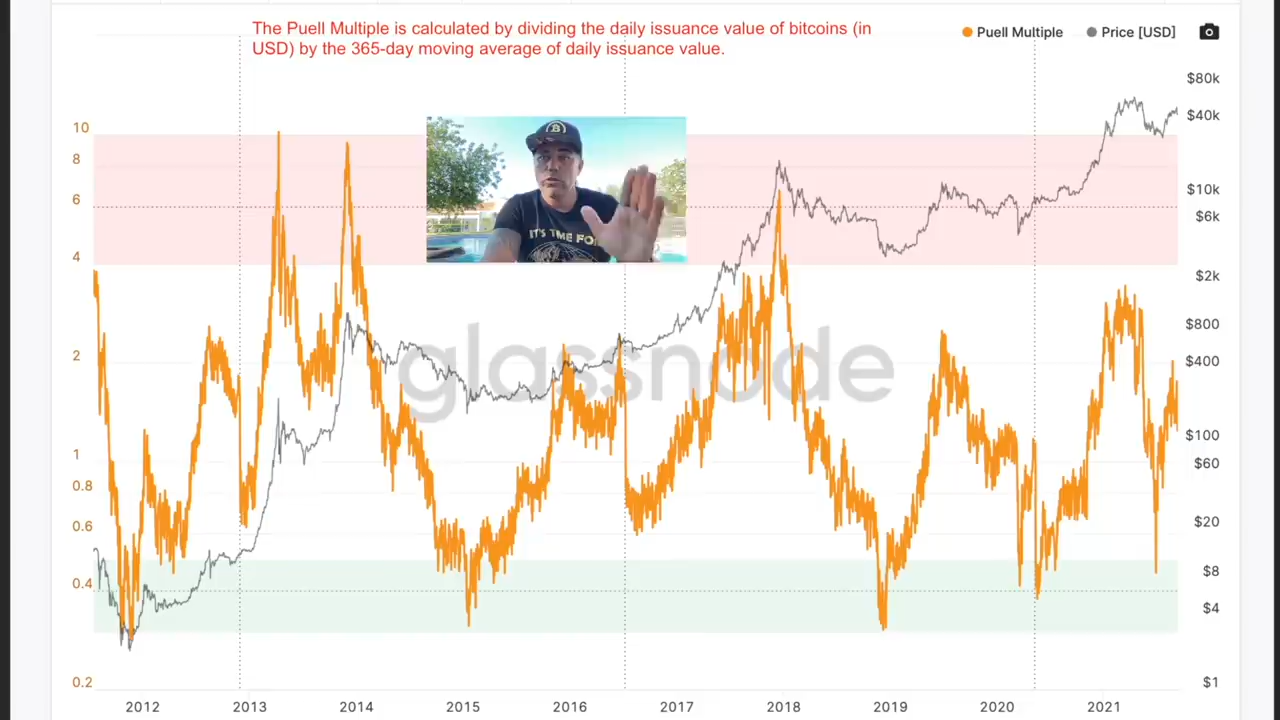 The Puell Multiple is calculated by dividing the daily issuance value of bitcoins (in
USD) by the 365-day moving average of daily issuance value.
Puell Multiple
Price [USD]
$80k
$40k
$10k
$6k
$2k
$800
$400
$100
$60
$20
$8
$4
$1
10
8
6
4
2
1
0.8
0.6
0.4
0.2
B
IT'S TIME FO
glassnode
2012
2013
2014
2015
2016
2017
2018
2019
2020
2021